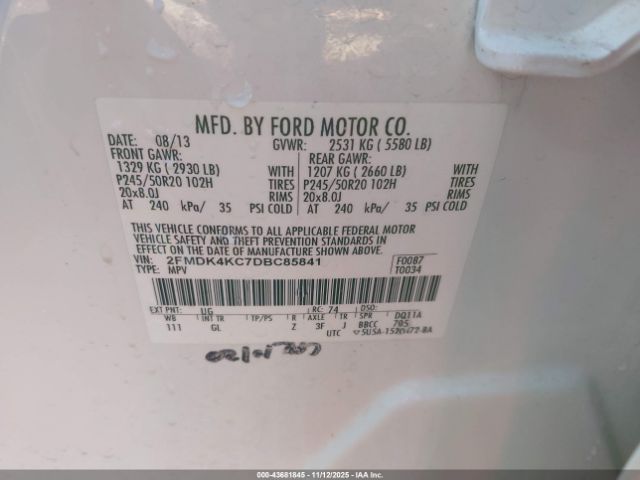 MFD. BY FORD MOTOR CO.
DATE: 08/13 GVWR: 2531 KG ( 5580 LB)
FRONT GAWR: REAR GAWR:
1329 KG ( 2930 LB) WITH 1207 KG ( 2660 LB) WITH
P245/50R20 102H TIRES P245/50R20 102H TIRES
20x8.0J RIMS 20x8.0J RIMS
AT 240 kPa/ 35 PSI COLD AT 240 kPa/ 35 PSI COLD
THIS VEHICLE CONFORMS TO ALL APPLICABLE FEDERAL MOTOR
VEHICLE SAFETY AND THEFT PREVENTION STANDARDS IN
EFFECT ON THE DATE OF MANUFACTURE SHOWN ABOVE.
VIN: 2FMDK4KC7DBC85841 F0087
TYPE: MPV T0034
EXT PNT: UG RC: 74 DSO:
WB INT TR TP/PS R AXLE TR SPR DQ11A
111 GL Z 3F J BBCC 705
UTC
000-43681845 - 11/12/2025 - IAA Inc.